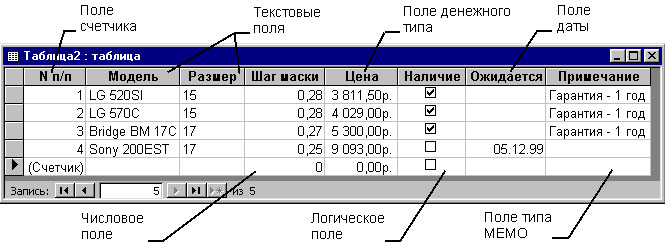 Поле счетчика
Текстовые поля
Поле денежного типа
Поле даты
Таблица2 : таблица
N п/п Модель Размер Шаг маски Цена Наличие Ожидается Примечание
1 LG 520SI 15 0,28 3 811,50р. Гарантия - 1 год
2 LG 570C 15 0,28 4 029,00р. Гарантия - 1 год
3 Bridge BM 17C 17 0,27 5 300,00р. Гарантия - 1 год
4 Sony 200EST 17 0,25 9 093,00р. 05.12.99
(Счетчик) 0 0,00р.
Запись: 5 из 5
Числовое поле
Логическое поле
Поле типа MEMO